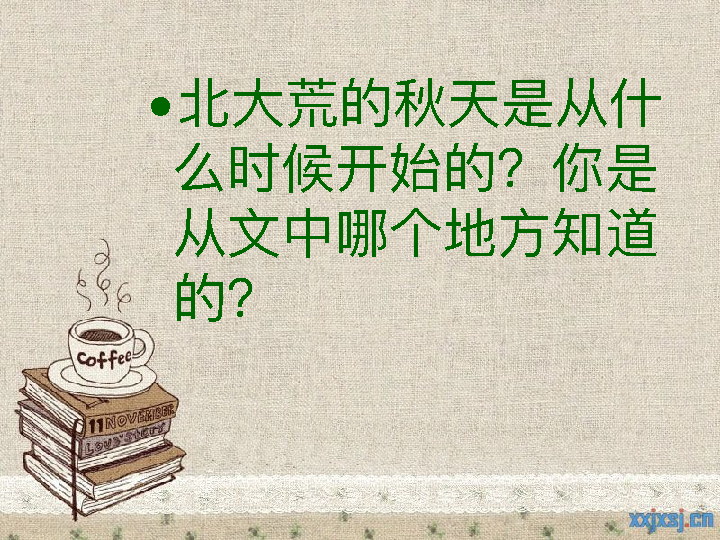 •北大荒的秋天是从什
么时候开始的？你是
从文中哪个地方知道
的？
Coffee
11 NOVEMBER
Love Story
xxjxsj.cn